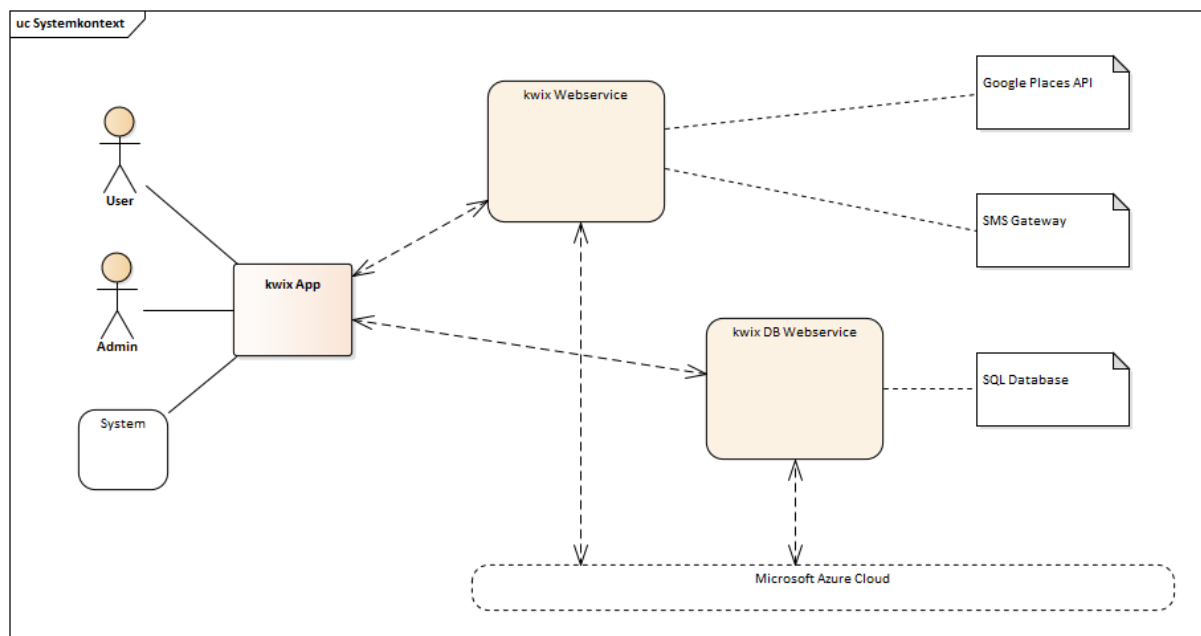 uc Systemkontext
kwix Webservice
Google Places API
User
SMS Gateway
Admin
kwix App
kwix DB Webservice
SQL Database
System
Microsoft Azure Cloud